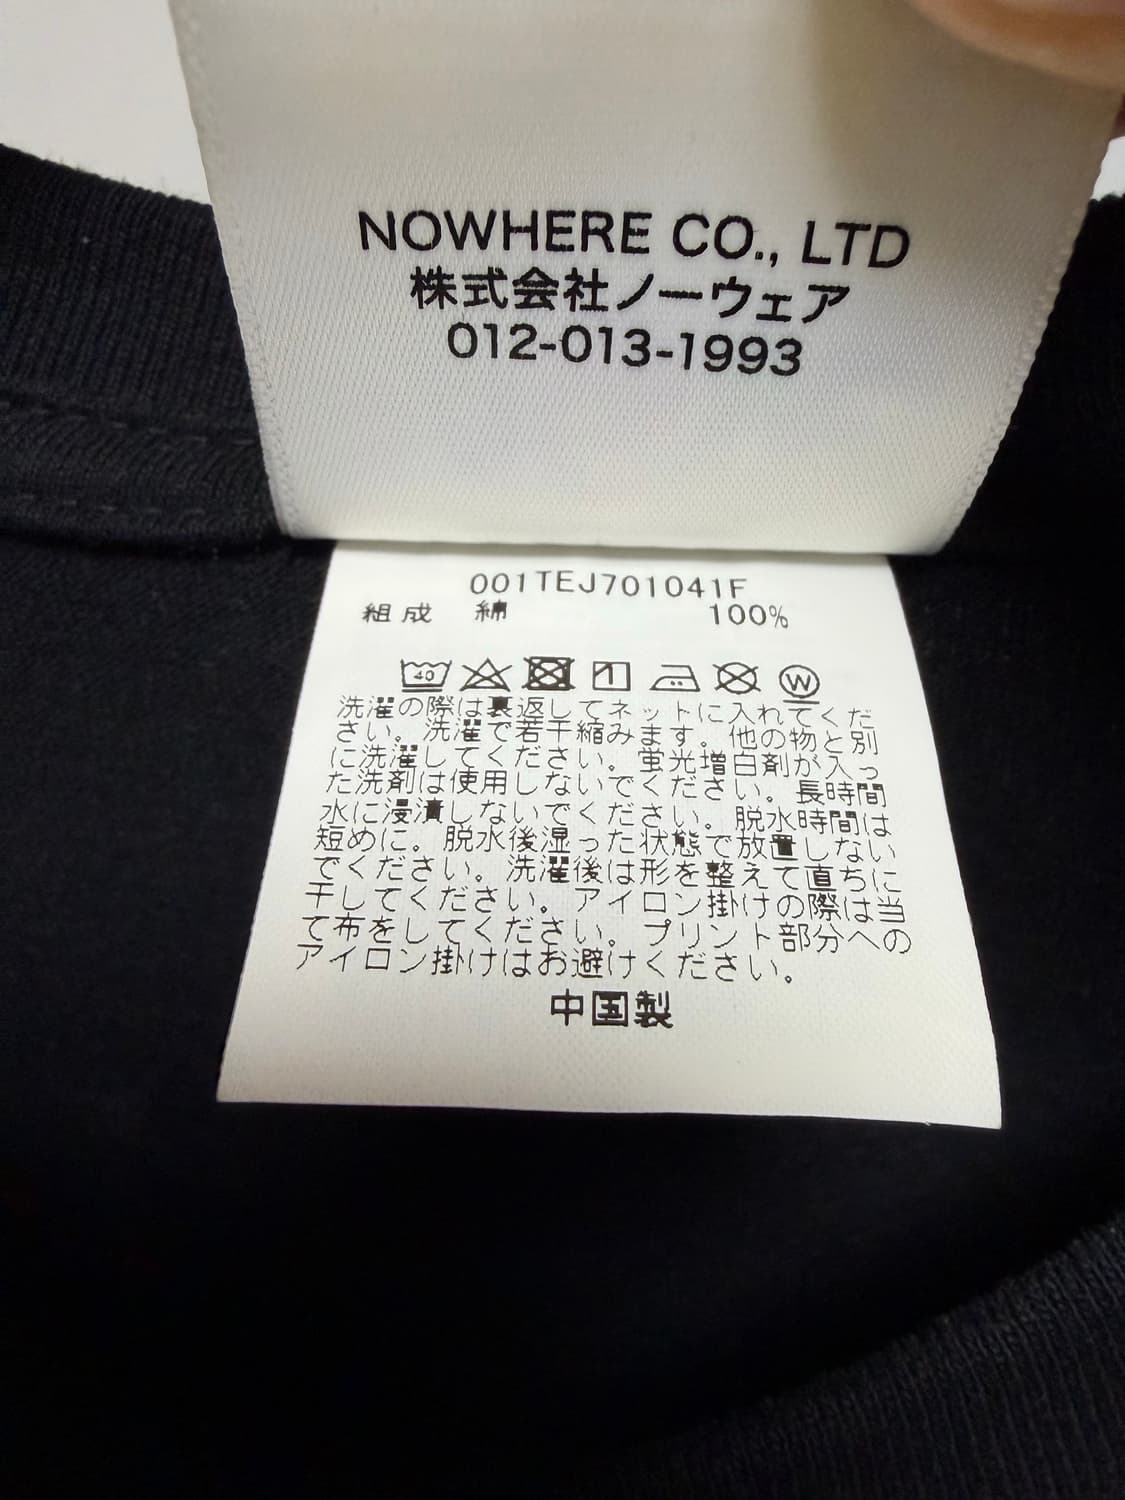 NOWHERE CO., LTD
株式会社ノーウェア
012-013-1993
001TEJ701041F
組成 綿 100%
40 1 W
洗濯の際は裏返してネットに入れてくだ
さい。洗濯で若干縮みます。他の物と別
に洗濯してください。蛍光増白剤が入っ
た洗剤は使用しないでください。長時間
水に浸漬しないでください。脱水時間は
短めに。脱水後湿った状態で放置しない
でください。洗濯後は形を整えて直ちに
干してください。アイロン掛けの際は当
て布をしてください。プリント部分への
アイロン掛けはお避けください。
中国製